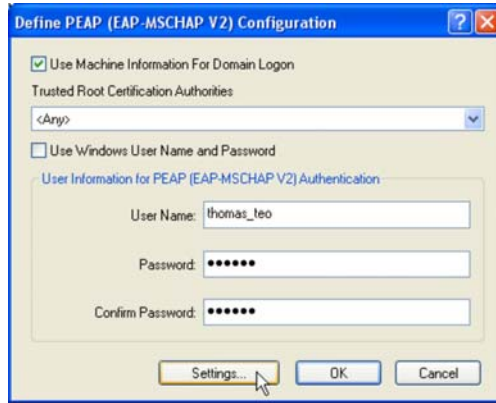 Define PEAP (EAP-MSCHAP V2) Configuration
Use Machine Information For Domain Logon
Trusted Root Certification Authorities
<Any>
Use Windows User Name and Password
User Information for PEAP (EAP-MSCHAP V2) Authentication
User Name: thomas_teo
Password: ●●●●●●
Confirm Password: ●●●●●●
Settings... OK Cancel